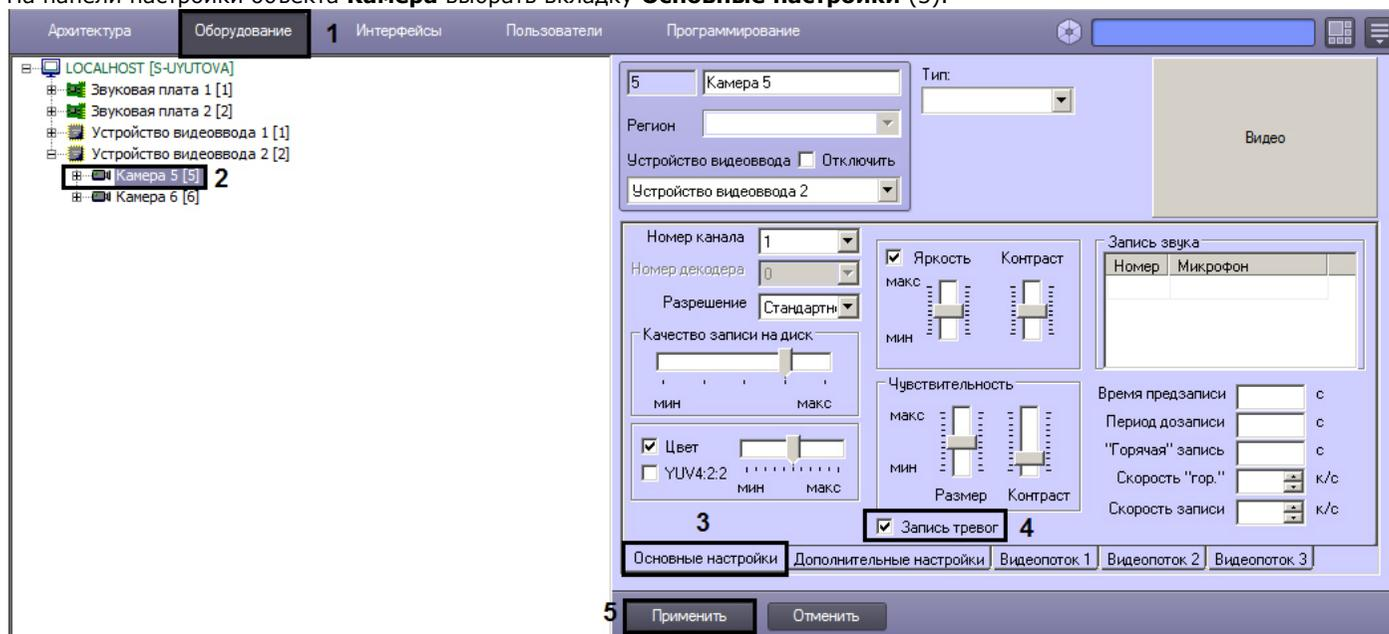 На панели настройки объекта Камера выбрать вкладку Основные настройки (3).
Архитектура Оборудование 1 Интерфейсы Пользователи Программирование
LOCALHOST [S-UYUTOVA]
Звуковая плата 1 [1]
Звуковая плата 2 [2]
Устройство видеоввода 1 [1]
Устройство видеоввода 2 [2]
Камера 5 [5] 2
Камера 6 [6]
5 Камера 5
Тип:
Регион
Устройство видеоввода Отключить
Устройство видеоввода 2
Видео
Номер канала 1
Номер декодера 0
Разрешение Стандартн
Качество записи на диск
мин макс
Цвет
YUV4:2:2
мин макс
3
Яркость Контраст
макс
мин
Чувствительность
макс
мин
Размер Контраст
Запись тревог 4
Запись звука
Номер Микрофон
Время предзаписи с
Период дозаписи с
"Горячая" запись с
Скорость "гор." к/с
Скорость записи к/с
Основные настройки Дополнительные настройки Видеопоток 1 Видеопоток 2 Видеопоток 3
5 Применить Отменить